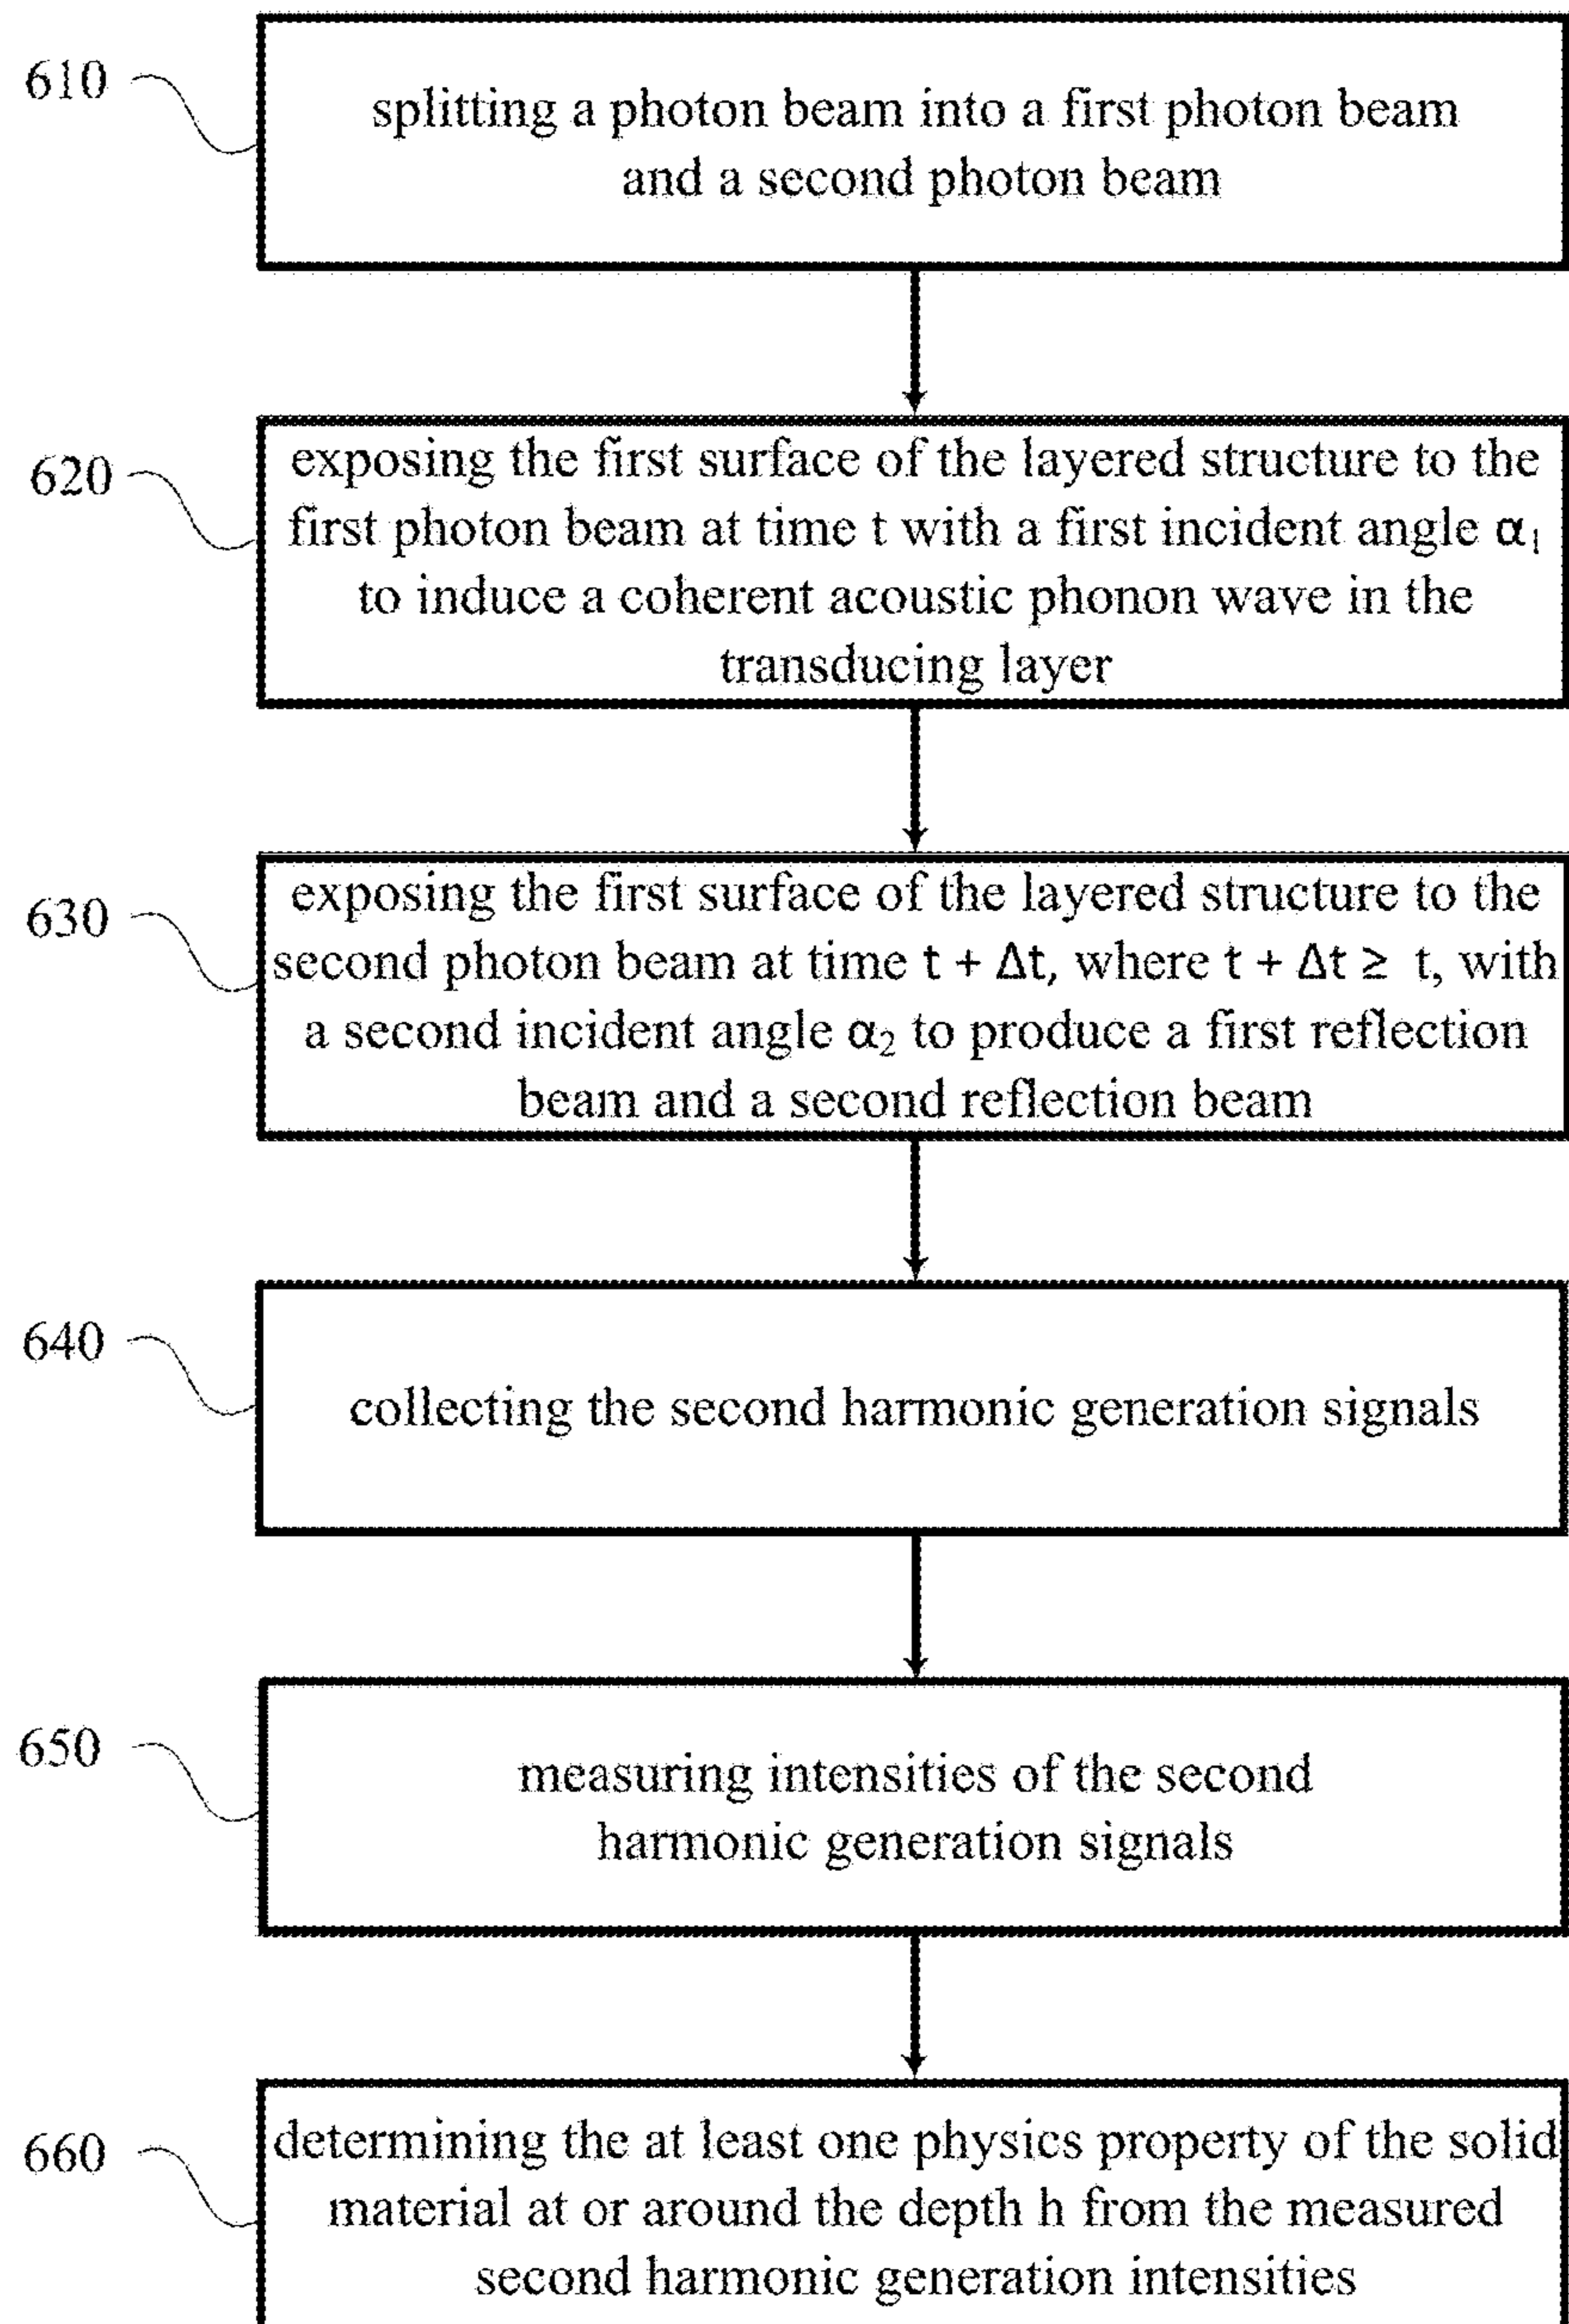 610
splitting a photon beam into a first photon beam
and a second photon beam
620
exposing the first surface of the layered structure to the
first photon beam at time t with a first incident angle α₁
to induce a coherent acoustic phonon wave in the
transducing layer
630
exposing the first surface of the layered structure to the
second photon beam at time t + Δt, where t + Δt ≥ t, with
a second incident angle α₂ to produce a first reflection
beam and a second reflection beam
640
collecting the second harmonic generation signals
650
measuring intensities of the second
harmonic generation signals
660
determining the at least one physics property of the solid
material at or around the depth h from the measured
second harmonic generation intensities